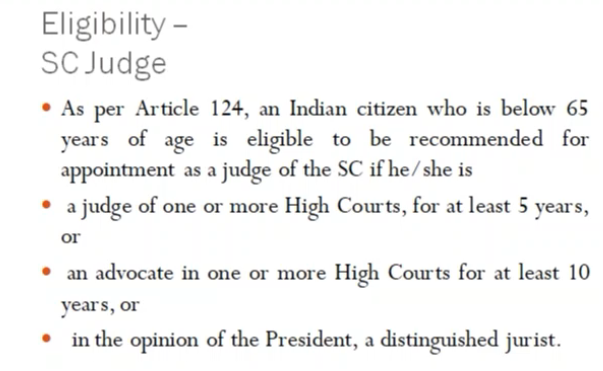 Eligibility –
SC Judge
• As per Article 124, an Indian citizen who is below 65
years of age is eligible to be recommended for
appointment as a judge of the SC if he/she is
• a judge of one or more High Courts, for at least 5 years,
or
• an advocate in one or more High Courts for at least 10
years, or
• in the opinion of the President, a distinguished jurist.